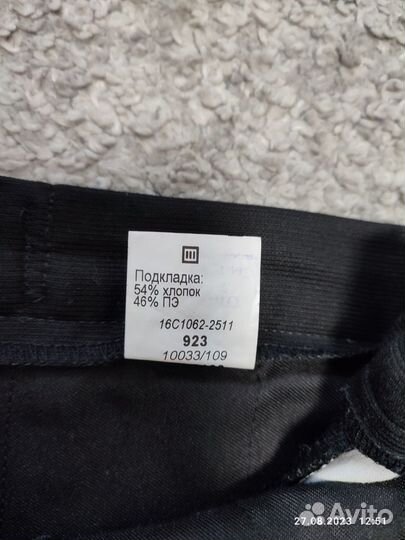 Подкладка:
54% хлопок
46% ПЭ
16С1062-2511
923
10033/109
27.08.2023 12:51
Avito